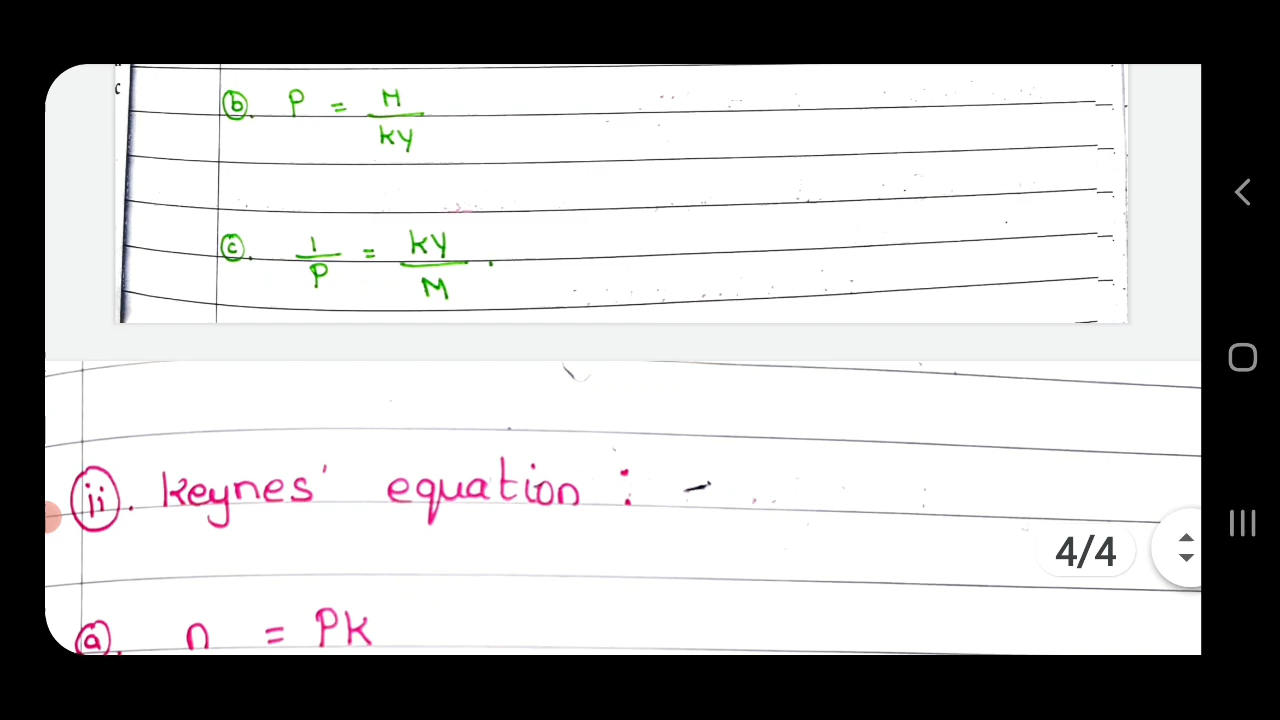 c
ⓑ. P = M/KY
ⓒ. 1/P = KY/M.
ⓘⓘ. Keynes' equation : -
4/4
ⓐ. n = PK